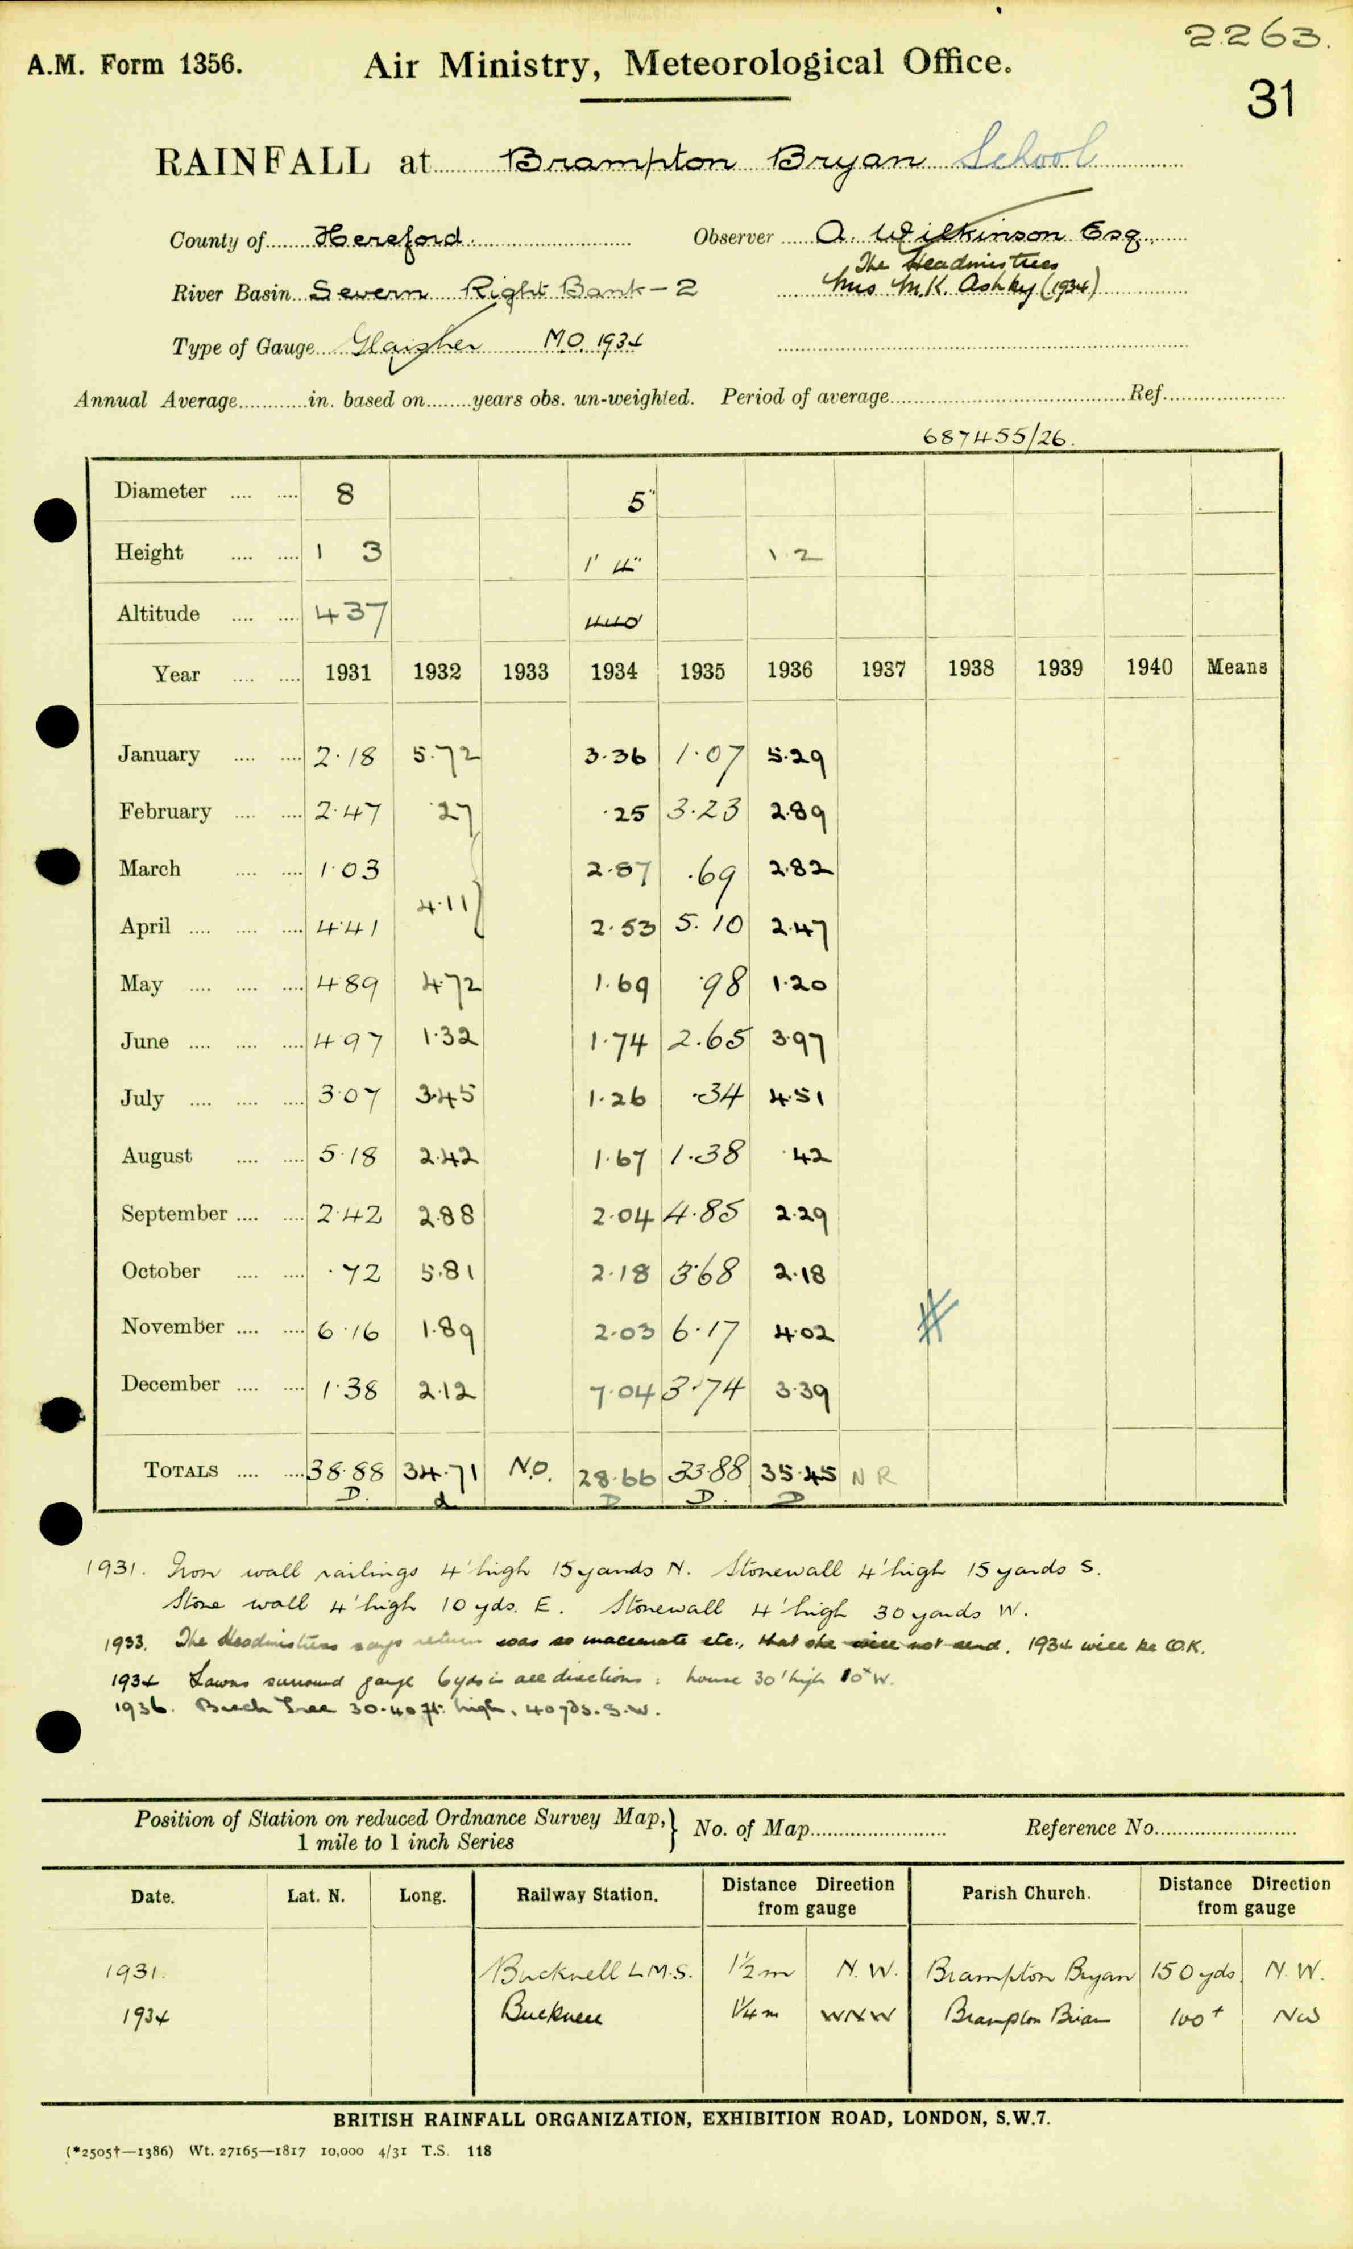 2263.
A.M. Form 1356. Air Ministry, Meteorological Office.
31
RAINFALL at Brampton Bryan School
County of Hereford. Observer A. Wilkinson Esq.
The Headmistress
River Basin Severn Right Bank - 2 M.K. Ashby (1934)
Type of Gauge Glaisher M.O. 1934
Annual Average in. based on years obs. un-weighted. Period of average Ref.
687455/26.
Diameter 8 5"
Height 1 3 1' 4" 1 2
Altitude 437 440
Year 1931 1932 1933 1934 1935 1936 1937 1938 1939 1940 Means
January 2·18 5·72 3·36 1·07 5·29
February 2·47 ·27 ·25 3·23 2·89
March 1·03 2·87 ·69 2·82
4·11}
April 4·41 2·53 5·10 2·47
May 4·89 4·72 1·69 ·98 1·20
June 4·97 1·32 1·74 2·65 3·97
July 3·07 3·45 1·26 ·34 4·51
August 5·18 2·42 1·67 1·38 ·42
September 2·42 2·88 2·04 4·85 2·29
October ·72 5·81 2·18 3·68 2·18
November 6·16 1·89 2·03 6·17 4·02 #
December 1·38 2·12 7·04 3·74 3·39
TOTALS 38·88 34·71 N.O. 28·66 33·88 35·45 N R
D. d D D. D
1931. Iron wall railings 4' high 15 yards N. Stonewall 4' high 15 yards S.
Stone wall 4' high 10 yds. E. Stonewall 4' high 30 yards W.
1933. The Headmistress says return was so inaccurate etc., that she will not send. 1934 will be O.K.
1934 Lawns surround gauge 6 yds in all directions: house 30' high 10ˣ W.
1936. Beech Tree 30-40 ft. high, 40 yds. S.W.
Position of Station on reduced Ordnance Survey Map,} No. of Map Reference No.
1 mile to 1 inch Series
Date. Lat. N. Long. Railway Station. Distance Direction from gauge Parish Church. Distance Direction from gauge
1931. Bucknell L.M.S. 1½ m N.W. Brampton Bryan 150 yds N.W.
1934 Bucknell 1¼ m WNW Brampton Brian 100ˣ NW
BRITISH RAINFALL ORGANIZATION, EXHIBITION ROAD, LONDON, S.W.7.
(*2505†—1386) Wt. 27165—1817 10,000 4/31 T.S. 118